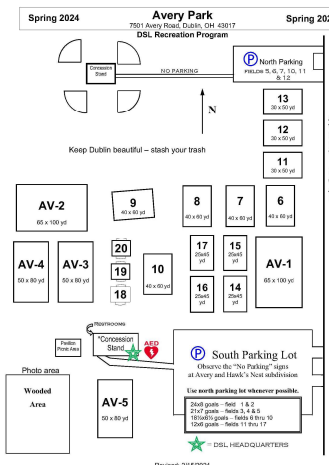 Spring 2024
Avery Park
Spring 202
7501 Avery Road, Dublin, OH 43017
DSL Recreation Program
Concession
Stand
NO PARKING
P
North Parking
FIELDS 5, 6, 7, 10, 11
& 12
N
13
30 x 50 yd
12
30 x 50 yd
11
30 x 50 yd
Keep Dublin beautiful – stash your trash
AV-2
65 x 100 yd
9
40 x 60 yd
8
40 x 60 yd
7
40 x 60 yd
6
40 x 60 yd
AV-4
50 x 80 yd
AV-3
50 x 80 yd
20
19
18
10
40 x 60 yd
17
25x45
yd
15
25x45
yd
16
25x45
yd
14
25x45
yd
AV-1
65 x 100 yd
RESTROOMS
Pavilion
Picnic Area
*Concession
Stand
AED
P
South Parking Lot
Observe the “No Parking” signs
at Avery and Hawk's Nest subdivision
Use north parking lot whenever possible.
24x8 goals – field 1 & 2
21x7 goals – fields 3, 4 & 5
18½x6½ goals – fields 6 thru 10
12x6 goals – fields 11 thru 17
Photo area
Wooded
Area
AV-5
50 x 80 yd
= DSL HEADQUARTERS